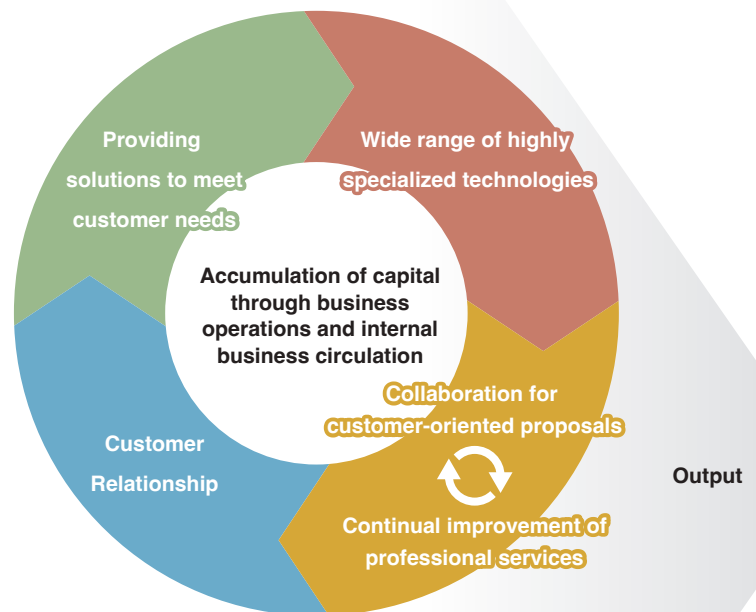 Providing
solutions to meet
customer needs
Wide range of highly
specialized technologies
Accumulation of capital
through business
operations and internal
business circulation
Collaboration for
customer-oriented proposals
Continual improvement of
professional services
Customer
Relationship
Output